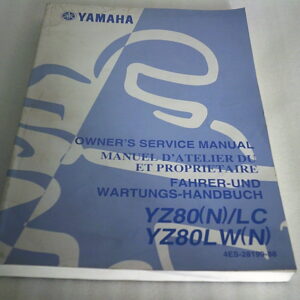 YAMAHA
OWNER'S SERVICE MANUAL
MANUEL D'ATELIER DU
ET PROPRIETAIRE
FAHRER-UND
WARTUNGS-HANDBUCH
YZ80(N)/LC
YZ80LW(N)